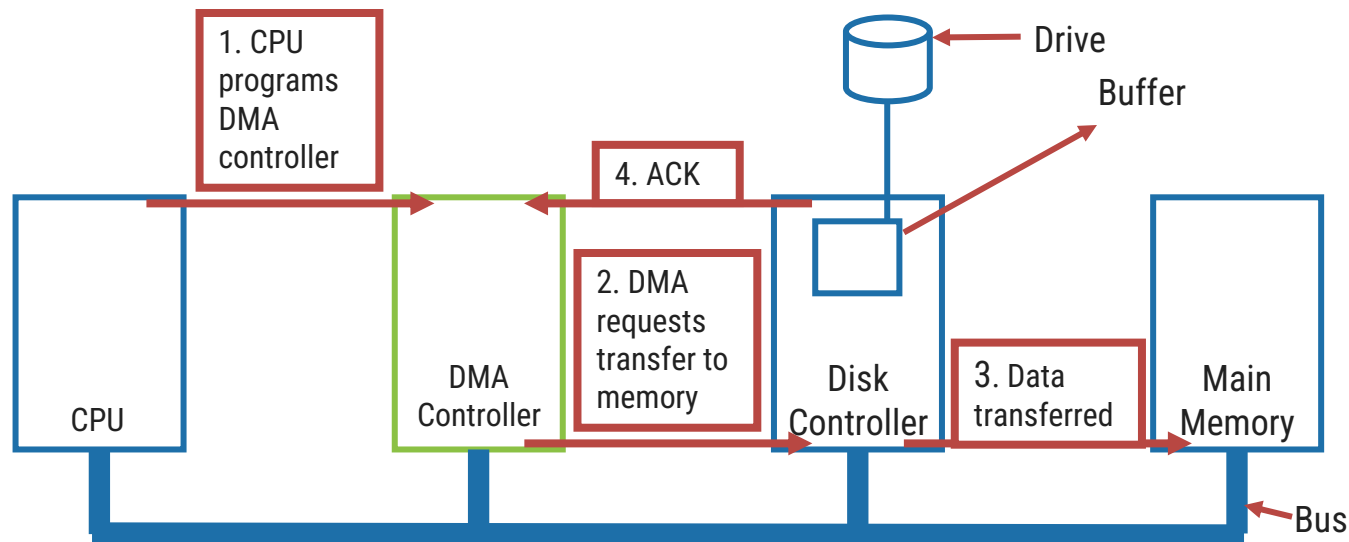 1. CPU
programs
DMA
controller
Drive
Buffer
4. ACK
2. DMA
requests
transfer to
memory
CPU
DMA
Controller
Disk
Controller
3. Data
transferred
Main
Memory
Bus